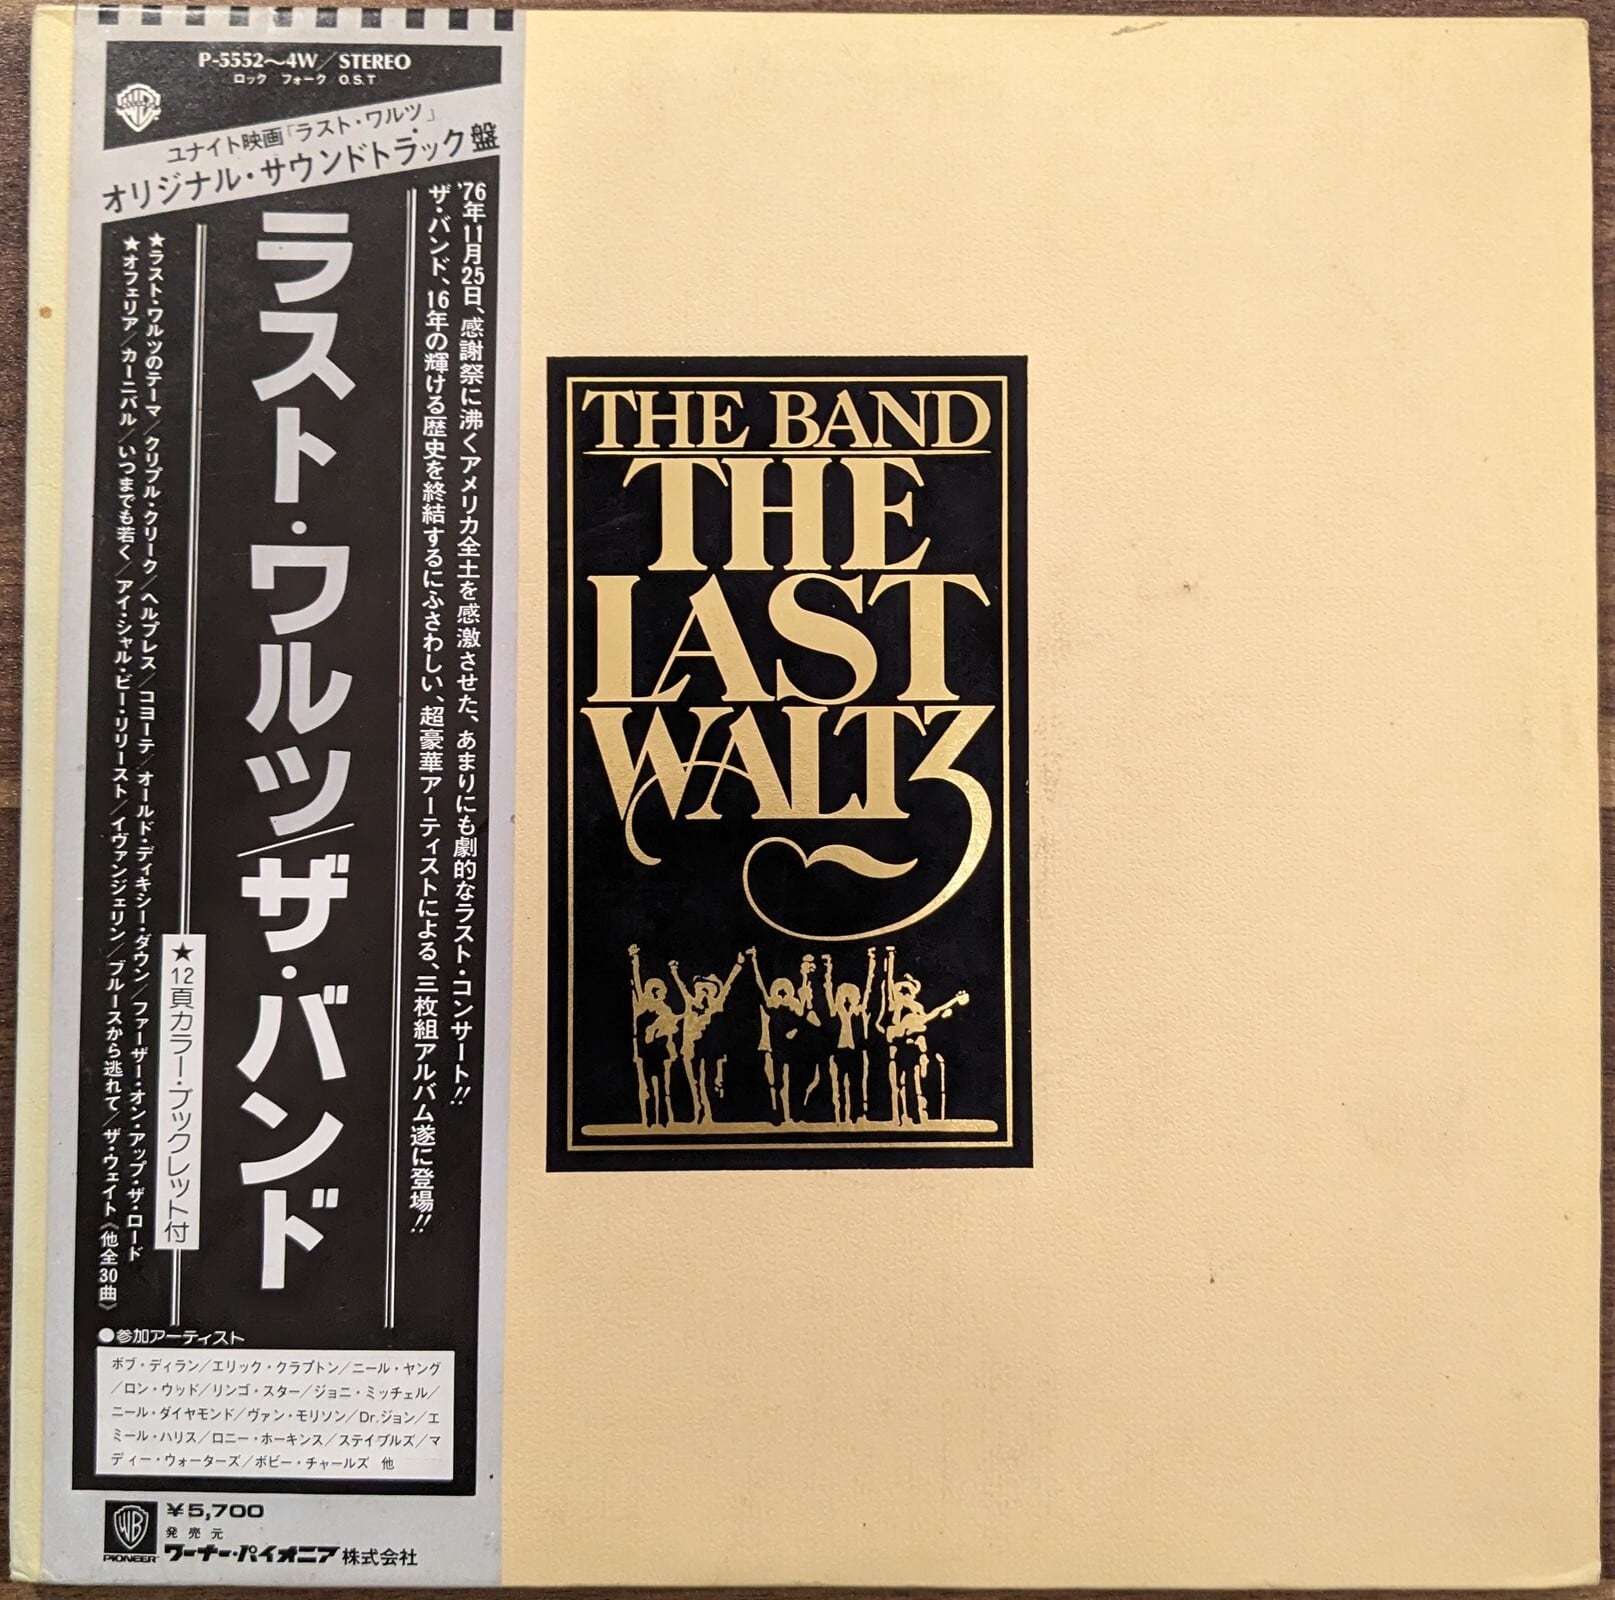 P-5552〜4W/STEREO
ロック フォーク O.S.T
ユナイト映画「ラスト・ワルツ」
オリジナル・サウンドトラック盤
'76年11月25日、感謝祭に沸くアメリカ全土を感激させた、あまりにも劇的なラスト・コンサート!!
ザ・バンド、16年の輝ける歴史を終結するにふさわしい、超豪華アーティストによる、三枚組アルバム遂に登場!!
ラスト・ワルツ/ザ・バンド
★12頁カラー・ブックレット付
★ラスト・ワルツのテーマ/クリプル・クリーク/ヘルプレス/コヨーテ/オールド・ディキシー・ダウン/ファーザー・オン・アップ・ザ・ロード
★オフェリア/カーニバル/いつまでも若く/アイ・シャル・ビー・リリースト/イヴァンジェリン/ブルースから逃れて/ザ・ウェイト《他全30曲》
●参加アーティスト
ボブ・ディラン/エリック・クラプトン/ニール・ヤング
/ロン・ウッド/リンゴ・スター/ジョニ・ミッチェル/
ニール・ダイヤモンド/ヴァン・モリソン/Dr.ジョン/エ
ミール・ハリス/ロニー・ホーキンス/ステイプルズ/マ
ディー・ウォーターズ/ボビー・チャールズ 他
WB
PIONEER
¥5,700
発売元
ワーナー・パイオニア株式会社
THE BAND
THE
LAST
WALTZ